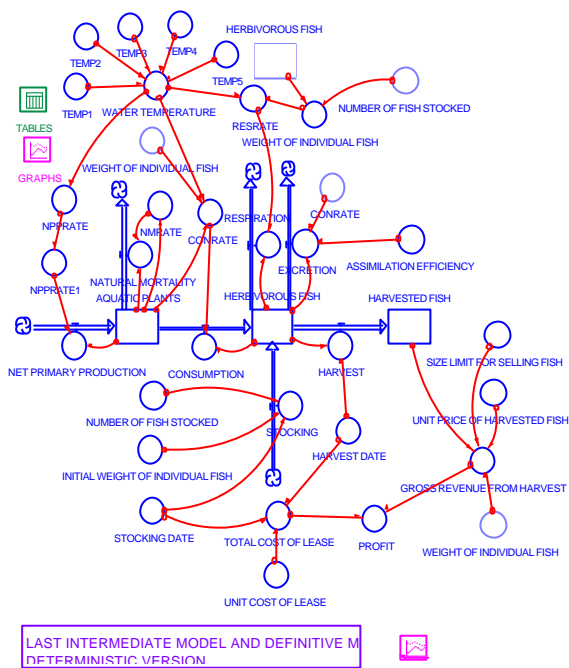 HERBIVOROUS FISH
TEMP3
TEMP4
TEMP2
TEMP5
TEMP1
WATER TEMPERATURE
RESRATE
NUMBER OF FISH STOCKED
WEIGHT OF INDIVIDUAL FISH
TABLES
GRAPHS
WEIGHT OF INDIVIDUAL FISH
NPPRATE
NMRATE
CONRATE
RESPIRATION
CONRATE
NPPRATE1
NATURAL MORTALITY
EXCRETION
ASSIMILATION EFFICIENCY
AQUATIC PLANTS
HERBIVOROUS FISH
HARVESTED FISH
NET PRIMARY PRODUCTION
CONSUMPTION
HARVEST
SIZE LIMIT FOR SELLING FISH
NUMBER OF FISH STOCKED
STOCKING
UNIT PRICE OF HARVESTED FISH
INITIAL WEIGHT OF INDIVIDUAL FISH
HARVEST DATE
GROSS REVENUE FROM HARVEST
STOCKING DATE
TOTAL COST OF LEASE
PROFIT
WEIGHT OF INDIVIDUAL FISH
UNIT COST OF LEASE
LAST INTERMEDIATE MODEL AND DEFINITIVE M
DETERMINISTIC VERSION